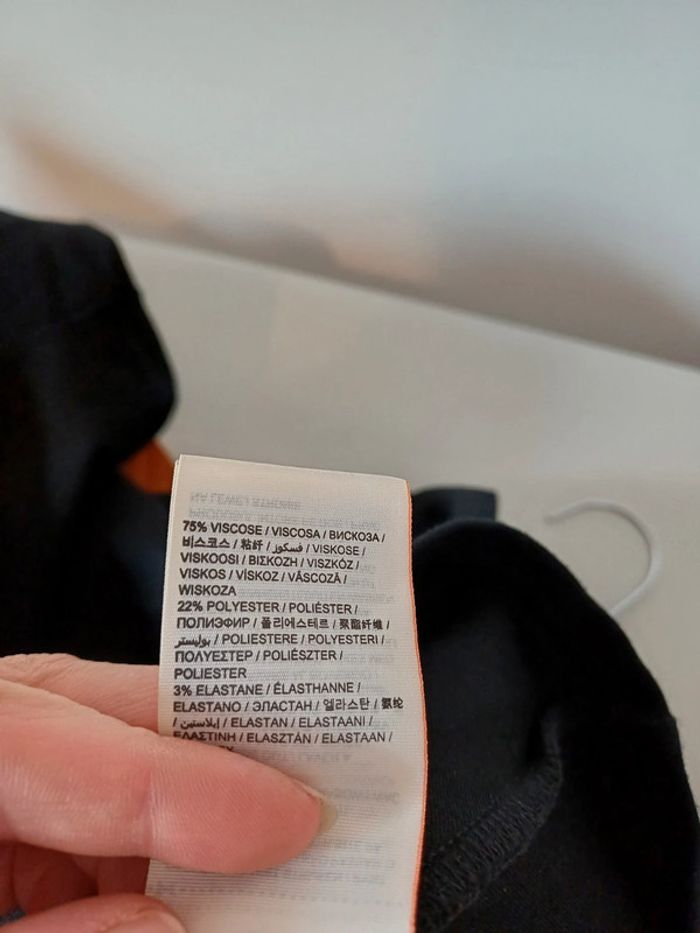 75% VISCOSE / VISCOSA / ВИСКОЗА /
비스코스 / 粘纤 / فسكوز / VISKOSE /
VISKOOSI / ΒΙΣΚΟΖΗ / VISZKÓZ /
VISKOS / VÍSKOZ / VÂSCOZĂ /
WISKOZA
22% POLYESTER / POLIÉSTER /
ПОЛИЭФИР / 폴리에스테르 / 聚酯纤维 /
بوليستر / POLIESTERE / POLYESTERI /
ΠΟΛΥΕΣΤΕΡ / POLIÉSZTER /
POLIESTER
3% ELASTANE / ÉLASTHANNE /
ELASTANO / ЭЛАСТАН / 엘라스탄 / 氨纶
/ إيلاستين / ELASTAN / ELASTAANI /
ΕΛΑΣΤΙΝΗ / ELASZTÁN / ELASTAAN /